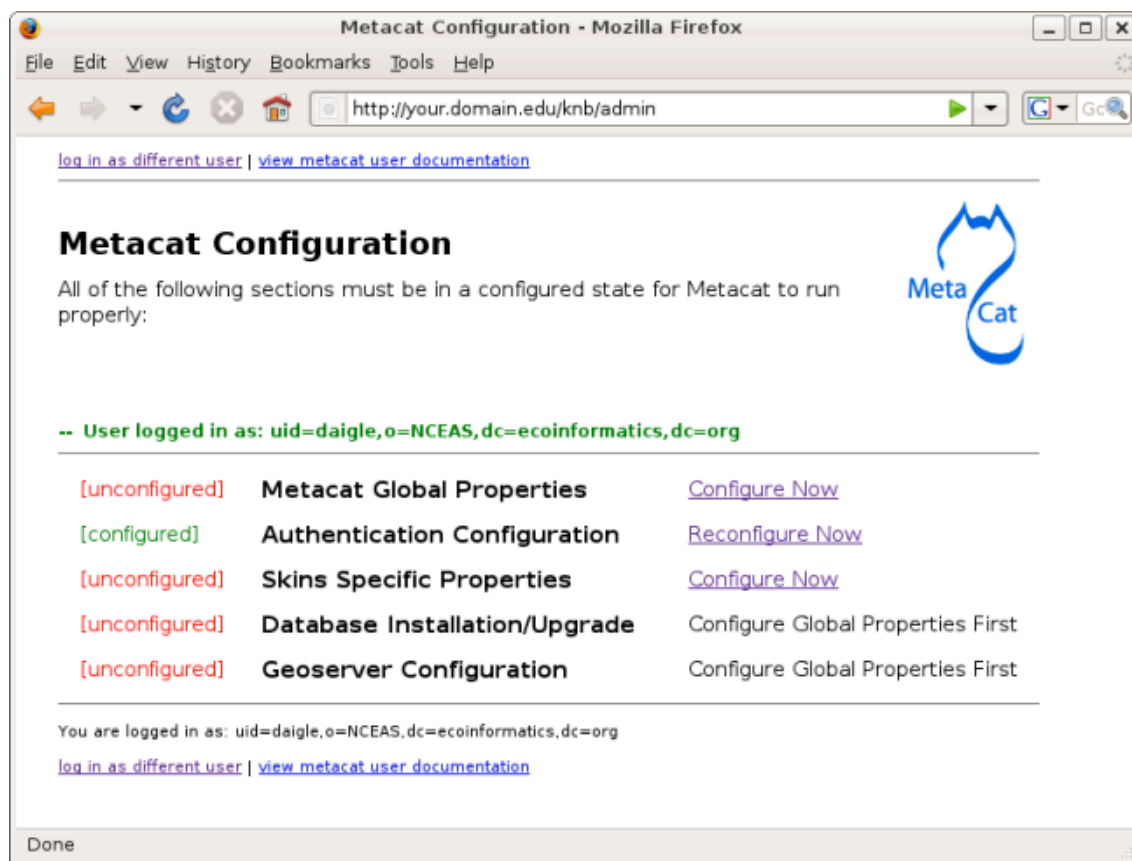 Metacat Configuration - Mozilla Firefox
File Edit View History Bookmarks Tools Help
http://your.domain.edu/knb/admin G
log in as different user | view metacat user documentation
Metacat Configuration
All of the following sections must be in a configured state for Metacat to run
properly:
Meta
Cat
-- User logged in as: uid=daigle,o=NCEAS,dc=ecoinformatics,dc=org
[unconfigured] Metacat Global Properties Configure Now
[configured] Authentication Configuration Reconfigure Now
[unconfigured] Skins Specific Properties Configure Now
[unconfigured] Database Installation/Upgrade Configure Global Properties First
[unconfigured] Geoserver Configuration Configure Global Properties First
You are logged in as: uid=daigle,o=NCEAS,dc=ecoinformatics,dc=org
log in as different user | view metacat user documentation
Done